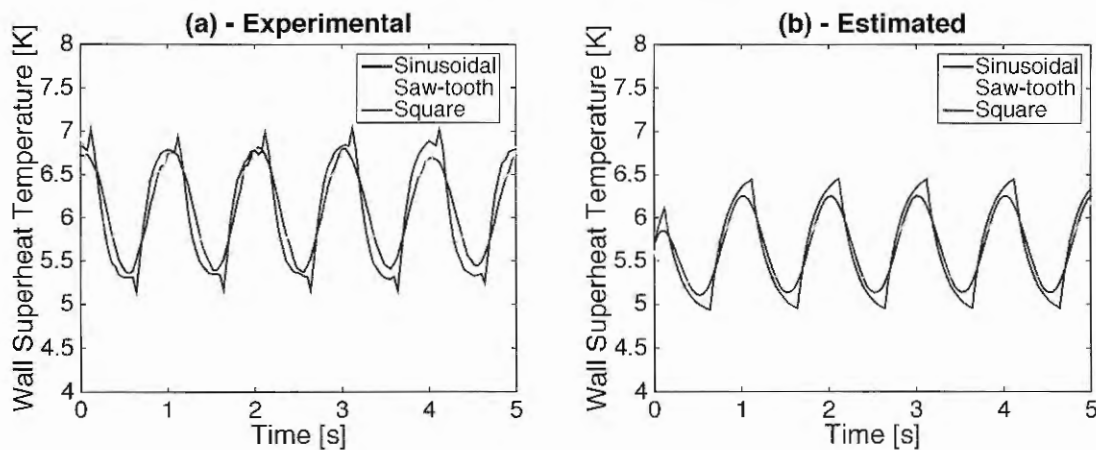 (a) - Experimental
Wall Superheat Temperature [K]
8
7.5
7
6.5
6
5.5
5
4.5
4
Sinusoidal
Saw-tooth
Square
0 1 2 3 4 5
Time [s]
(b) - Estimated
Wall Superheat Temperature [K]
8
7.5
7
6.5
6
5.5
5
4.5
4
Sinusoidal
Saw-tooth
Square
0 1 2 3 4 5
Time [s]